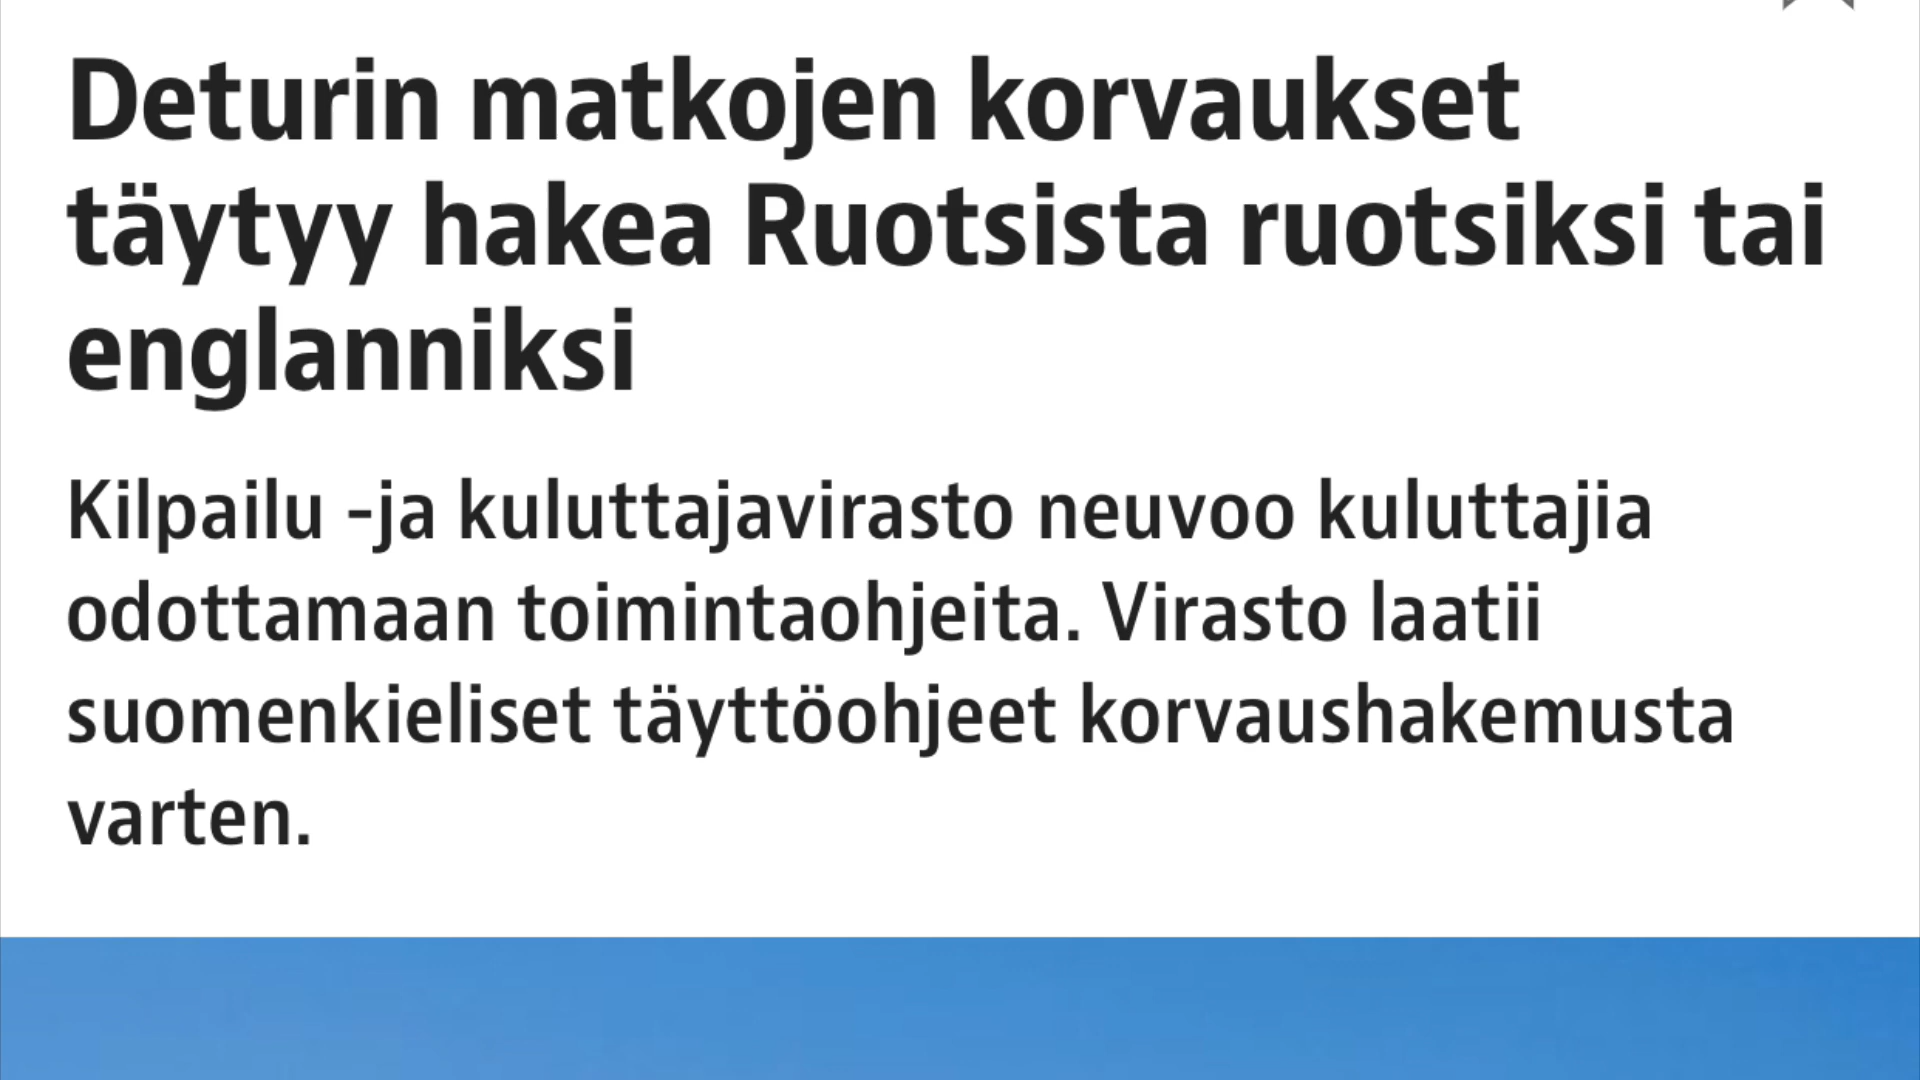 Deturin matkojen korvaukset
täytyy hakea Ruotsista ruotsiksi tai
englanniksi
Kilpailu -ja kuluttajavirasto neuvoo kuluttajia
odottamaan toimintaohjeita. Virasto laatii
suomenkieliset täyttöohjeet korvaushakemusta
varten.